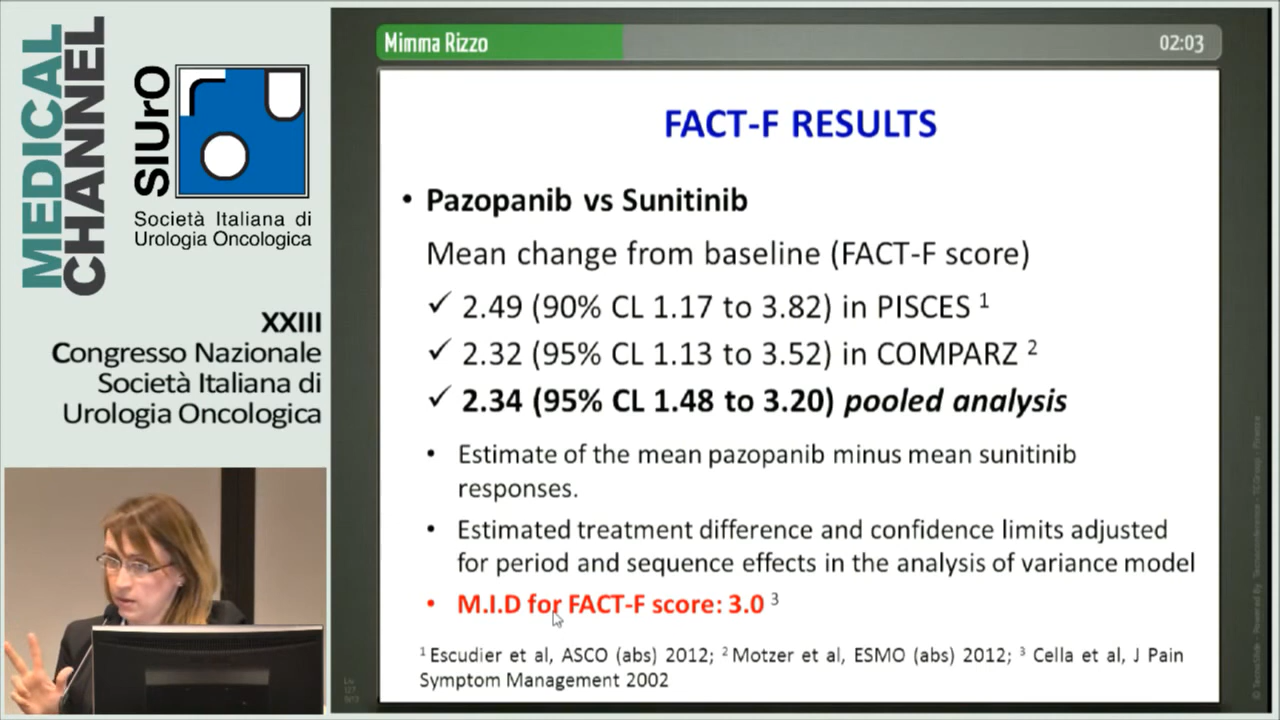 MEDICAL
CHANNEL
SIUrO
Società Italiana di
Urologia Oncologica
XXIII
Congresso Nazionale
Società Italiana di
Urologia Oncologica
Mimma Rizzo
02:03
FACT-F RESULTS
• Pazopanib vs Sunitinib
Mean change from baseline (FACT-F score)
✓ 2.49 (90% CL 1.17 to 3.82) in PISCES ¹
✓ 2.32 (95% CL 1.13 to 3.52) in COMPARZ ²
✓ 2.34 (95% CL 1.48 to 3.20) pooled analysis
• Estimate of the mean pazopanib minus mean sunitinib
responses.
• Estimated treatment difference and confidence limits adjusted
for period and sequence effects in the analysis of variance model
• M.I.D for FACT-F score: 3.0 ³
¹ Escudier et al, ASCO (abs) 2012; ² Motzer et al, ESMO (abs) 2012; ³ Cella et al, J Pain
Symptom Management 2002